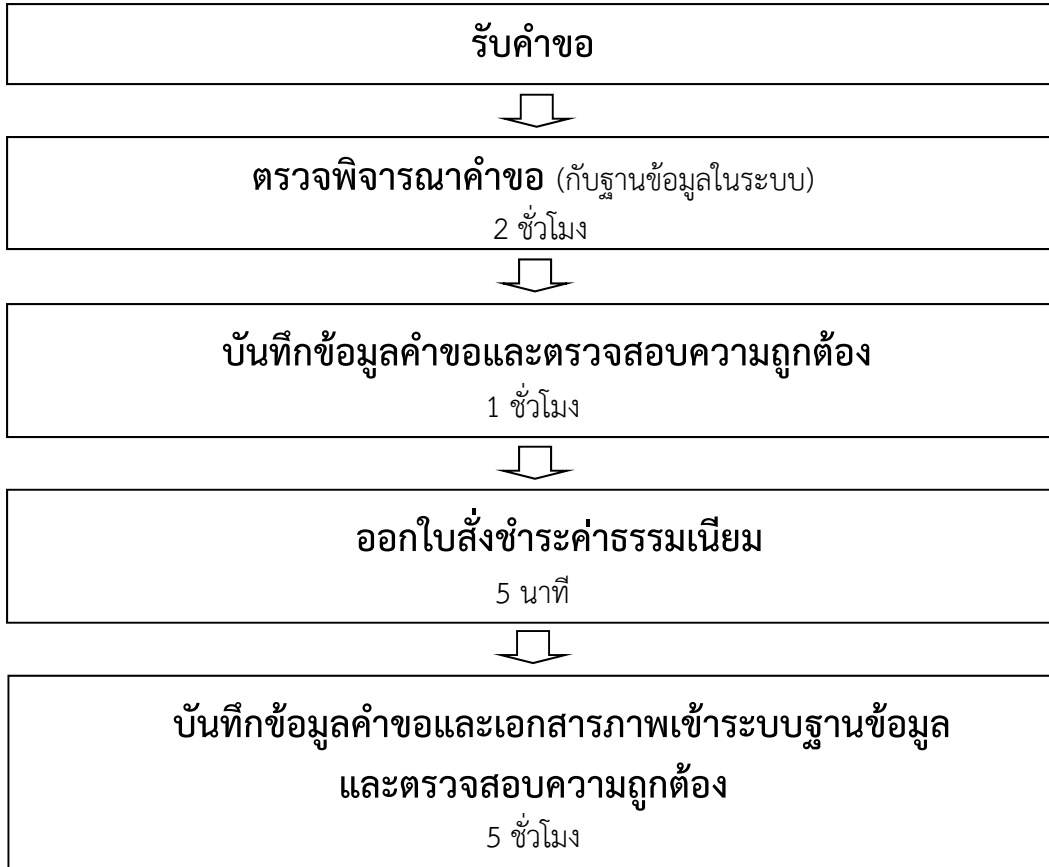 รับคำขอ
ตรวจพิจารณาคำขอ (กับฐานข้อมูลในระบบ)
2 ชั่วโมง
บันทึกข้อมูลคำขอและตรวจสอบความถูกต้อง
1 ชั่วโมง
ออกใบสั่งชำระค่าธรรมเนียม
5 นาที
บันทึกข้อมูลคำขอและเอกสารภาพเข้าระบบฐานข้อมูล
และตรวจสอบความถูกต้อง
5 ชั่วโมง